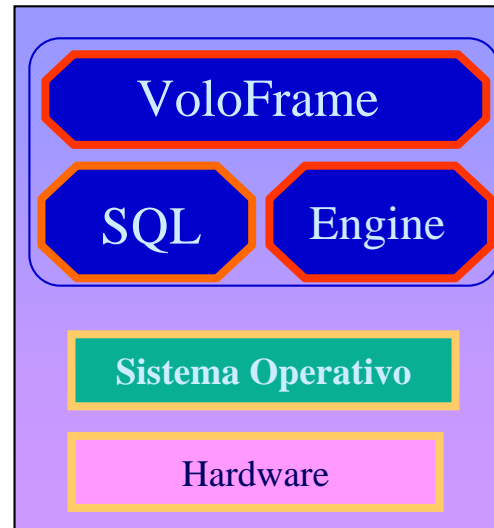 VoloFrame
SQL
Engine
Sistema Operativo
Hardware